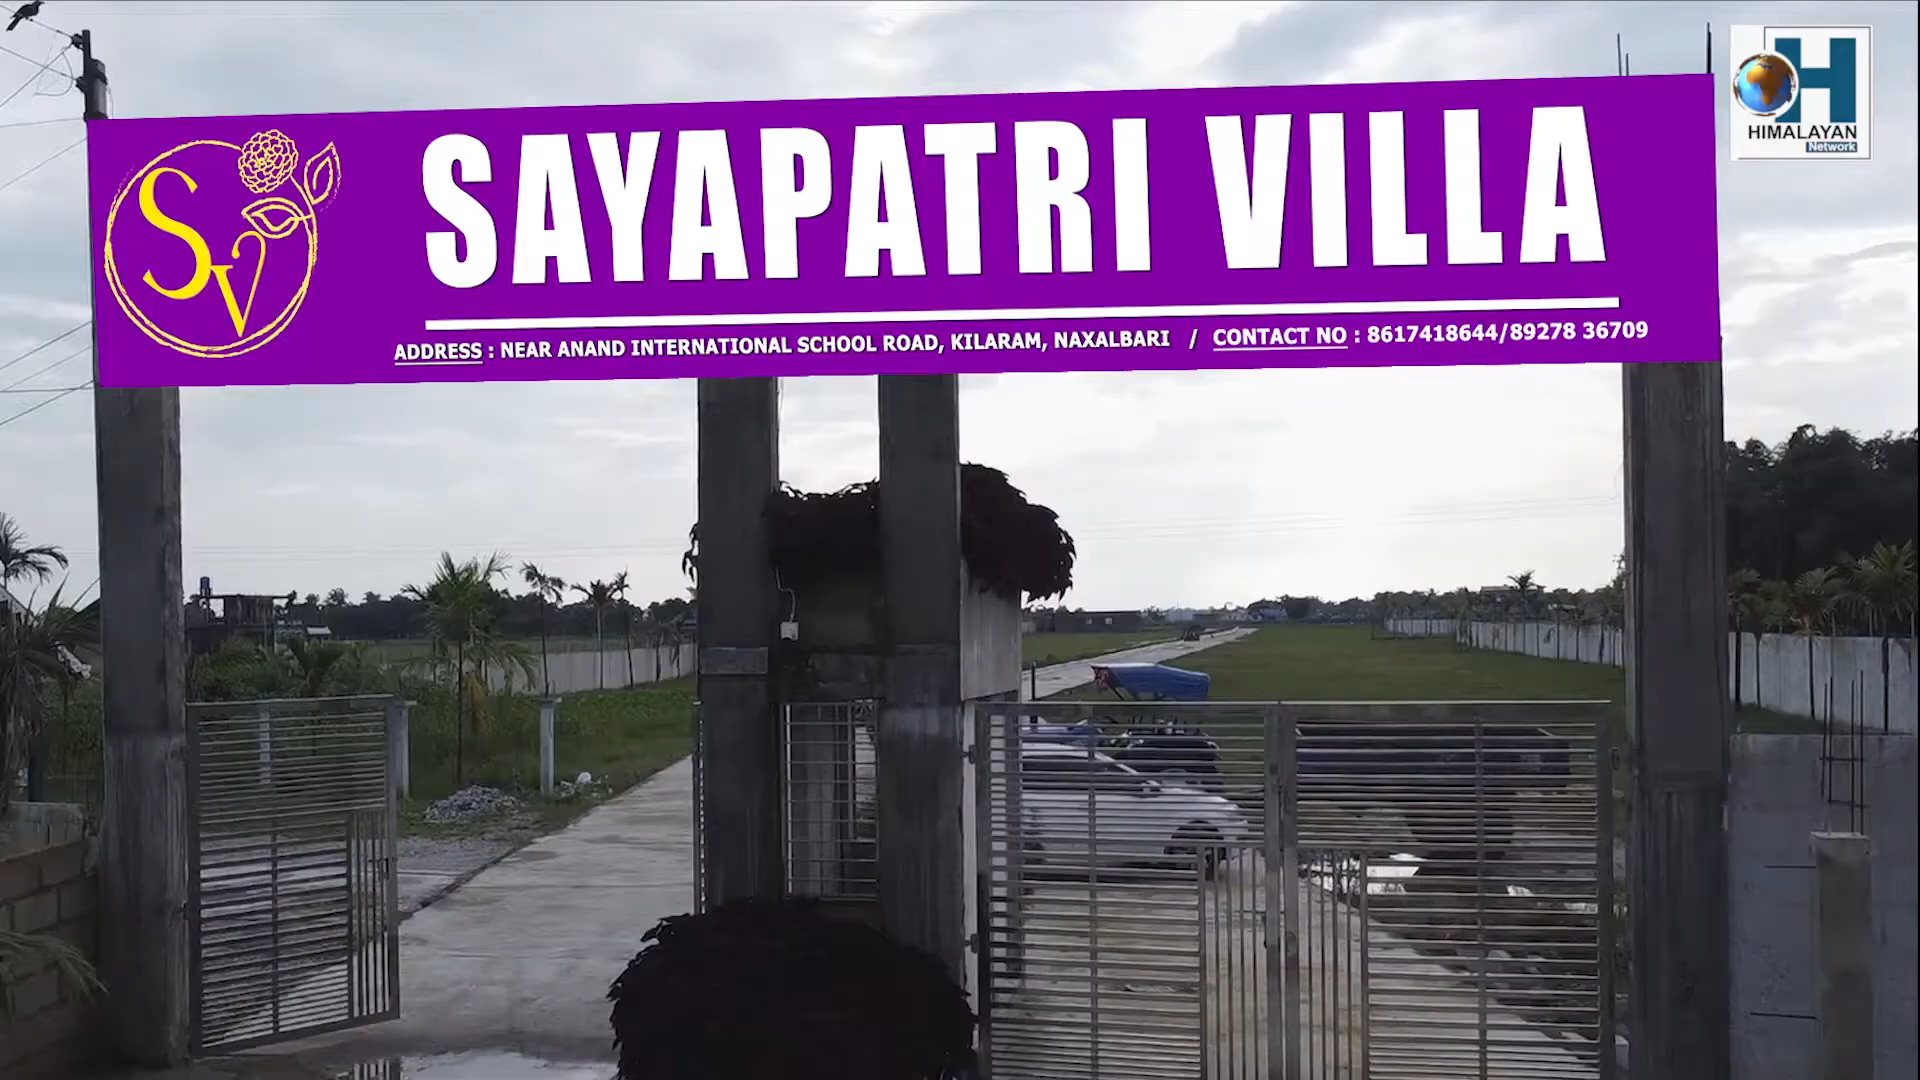 SV
SAYAPATRI VILLA
ADDRESS : NEAR ANAND INTERNATIONAL SCHOOL ROAD, KILARAM, NAXALBARI / CONTACT NO : 8617418644/89278 36709
H
HIMALAYAN
Network